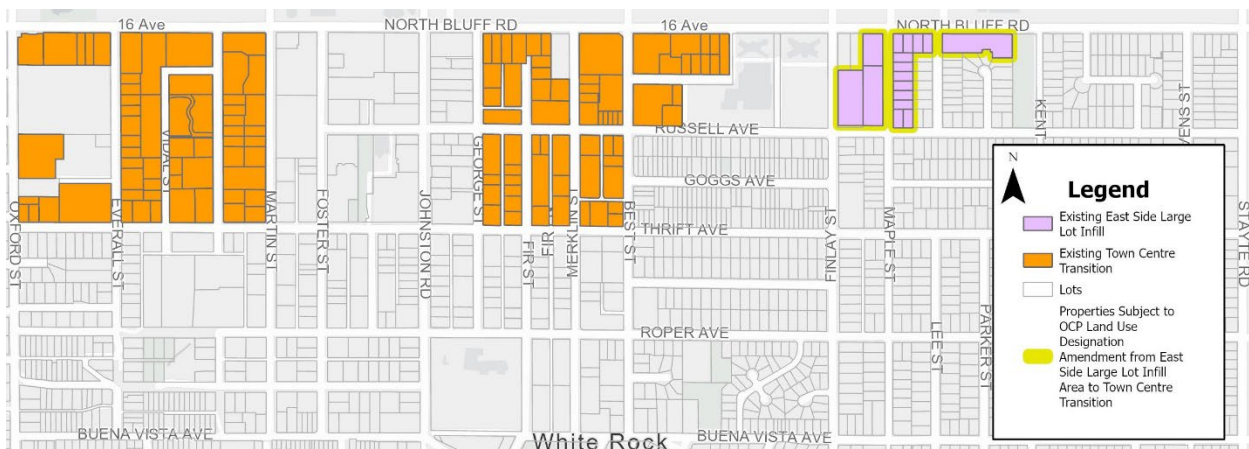 16 Ave
NORTH BLUFF RD
NORTH BLUFF RD
OXFORD ST
EVERALL ST
VIDAL ST
MARTIN ST
FOSTER ST
JOHNSTON RD
GEORGE ST
FIR ST
FIR
MERKLIN ST
BEST ST
RUSSELL AVE
GOGGS AVE
THRIFT AVE
FINLAY ST
MAPLE ST
LEE ST
PARKER ST
KENT
VENS ST
STAYTE RD
ROPER AVE
BUENA VISTA AVE
White Rock
BUENA VISTA AVE
N
Legend
Existing East Side Large
Lot Infill
Existing Town Centre
Transition
Lots
Properties Subject to
OCP Land Use
Designation
Amendment from East
Side Large Lot Infill
Area to Town Centre
Transition